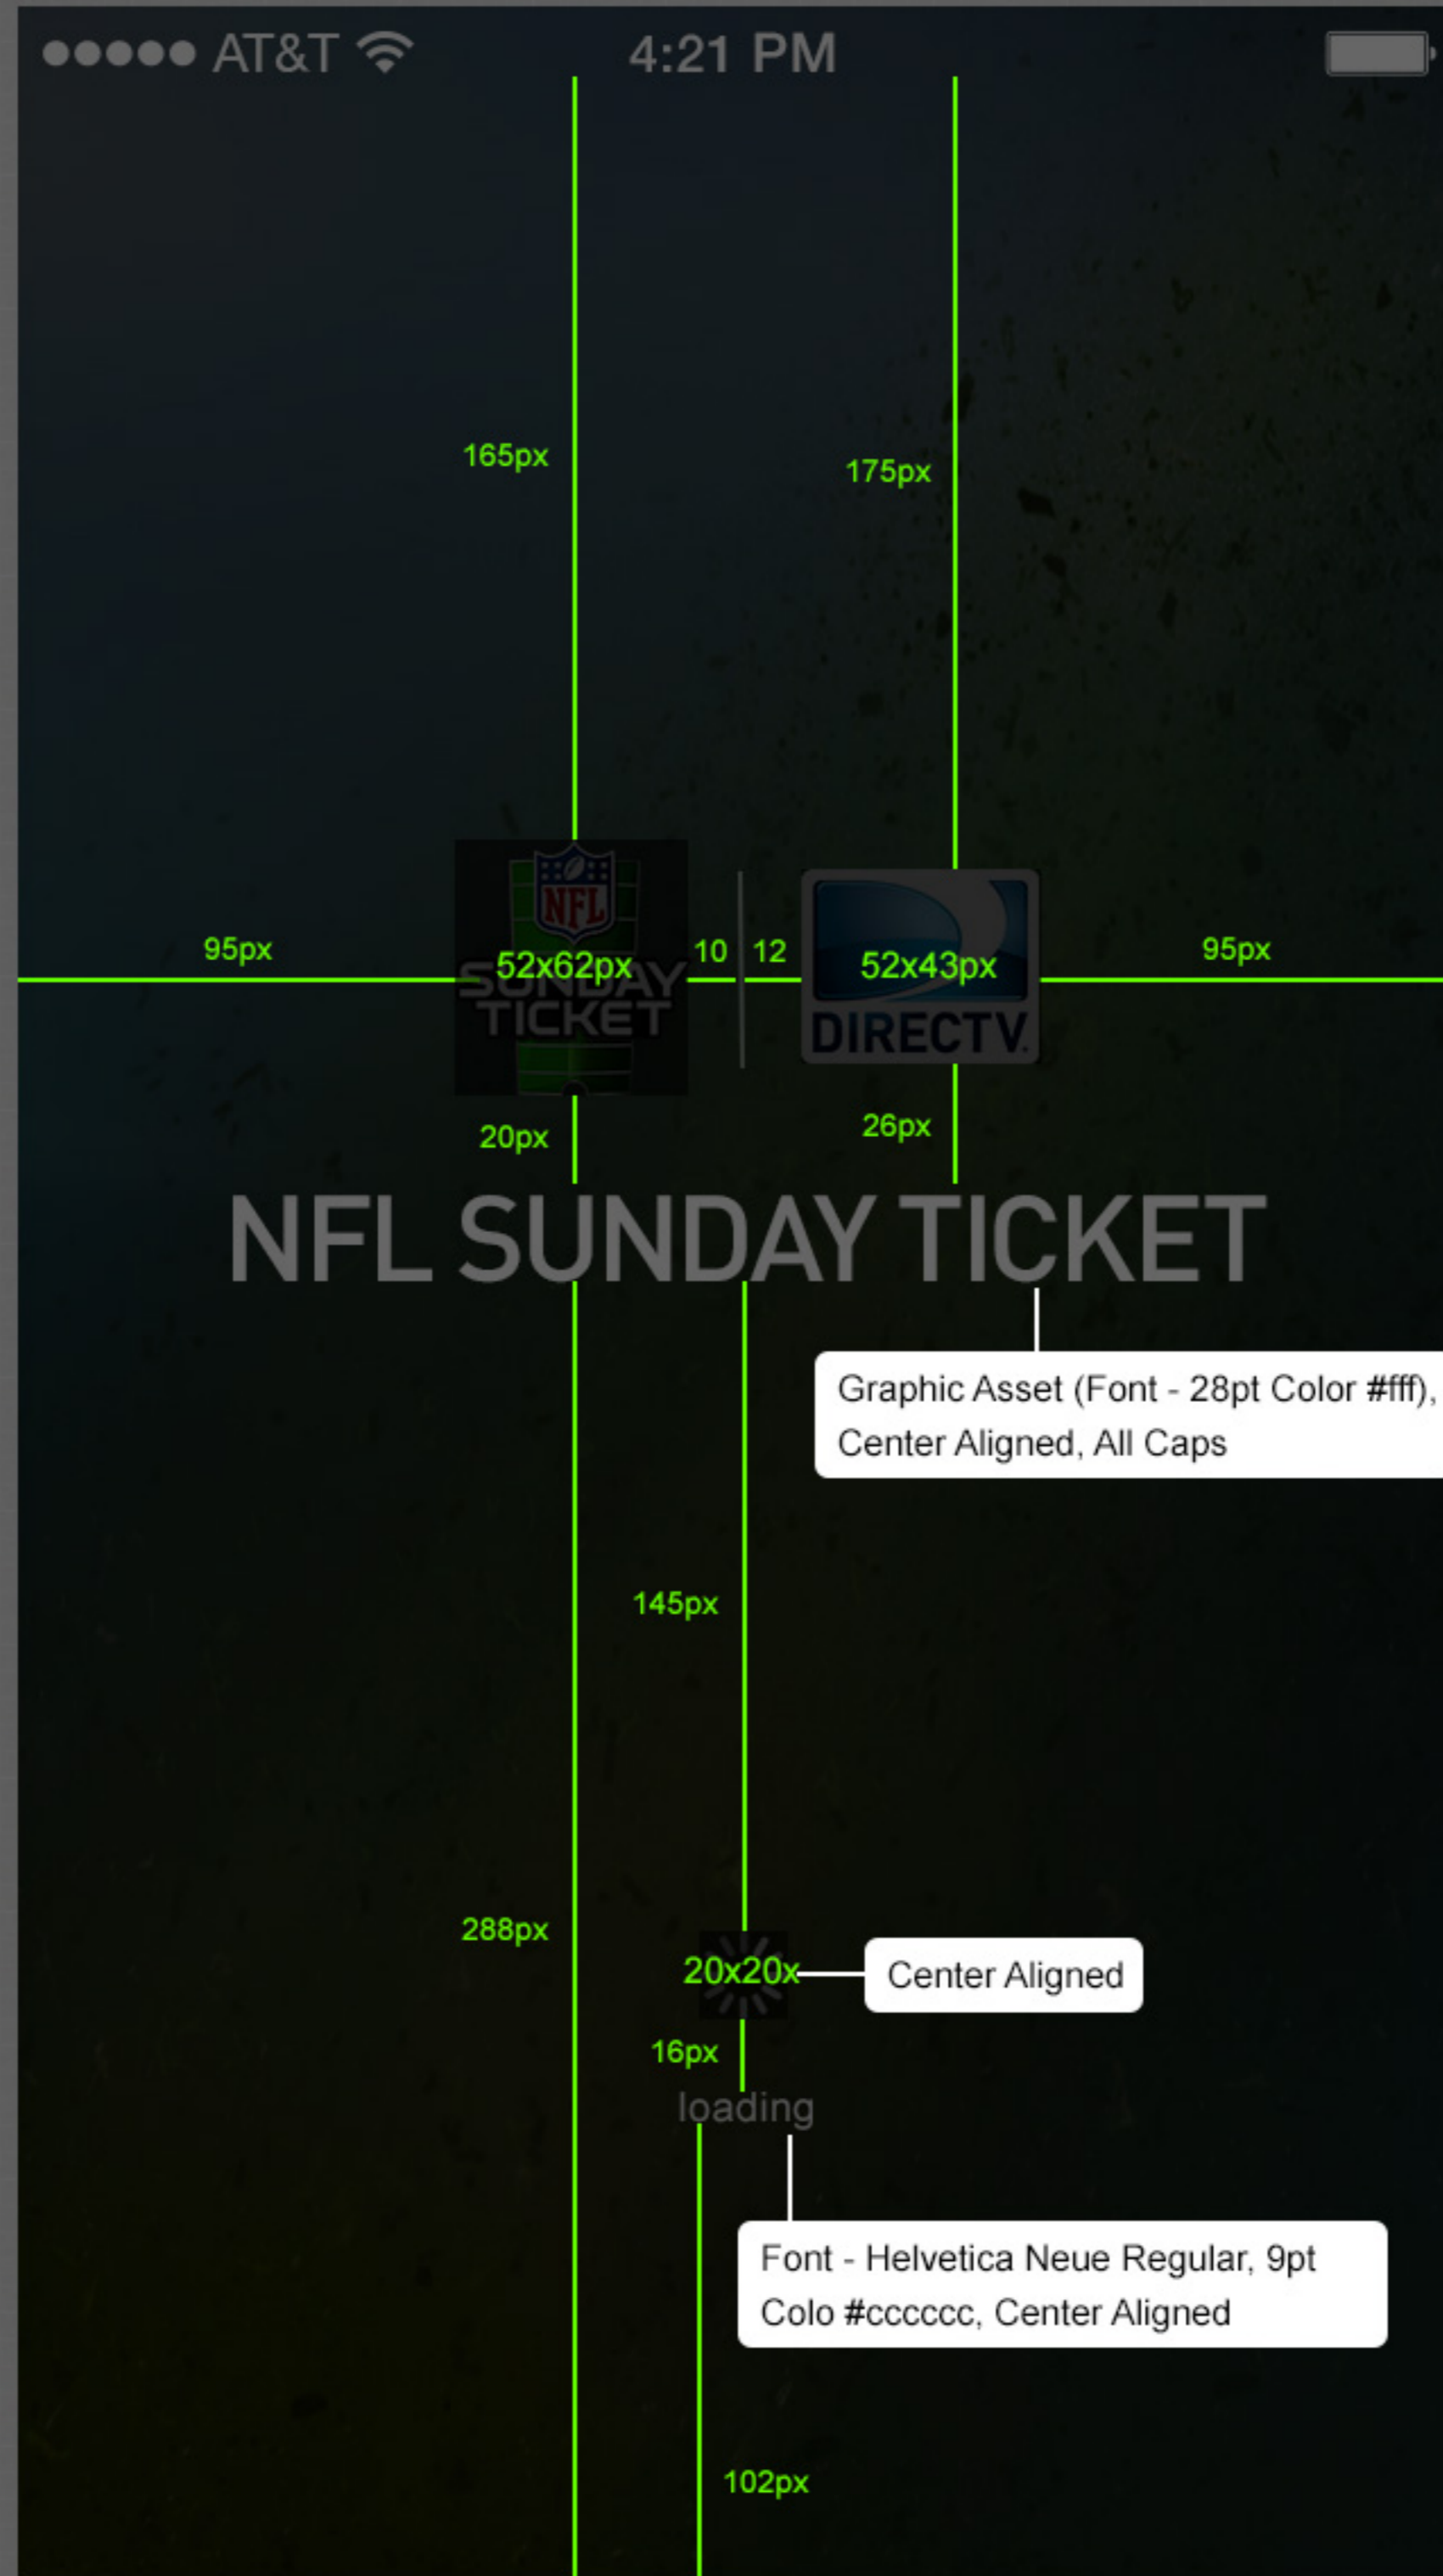 AT&T 4:21 PM
165px
175px
NFL
95px 52x62px 10 12 52x43px 95px
SUNDAY
TICKET
DIRECTV.
20px
26px
NFL SUNDAY TICKET
Graphic Asset (Font - 28pt Color #fff),
Center Aligned, All Caps
145px
288px
20x20x
Center Aligned
16px
loading
Font - Helvetica Neue Regular, 9pt
Colo #cccccc, Center Aligned
102px